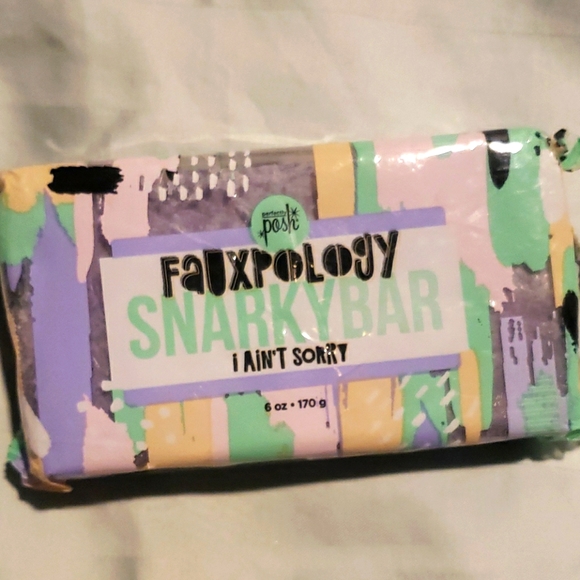 perfectly
posh
FAUXPOLOGY
SNARKYBAR
i AIN'T SORRY
6 oz • 170 g